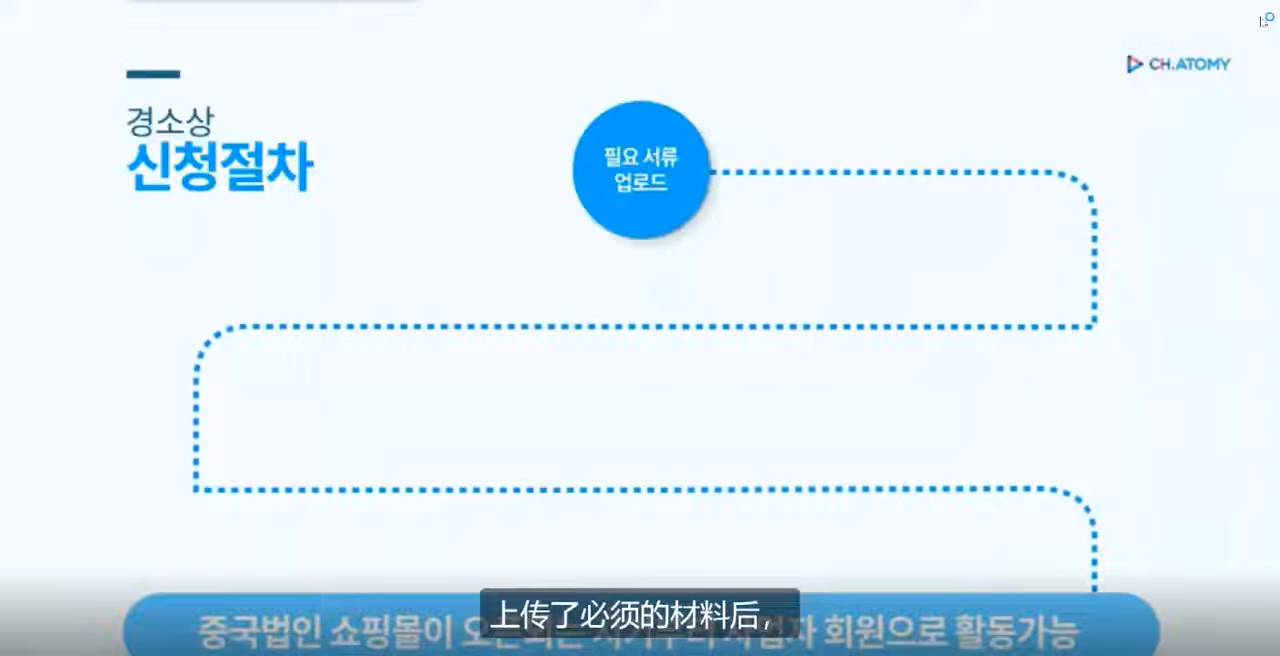 CH.ATOMY
경소상
신청절차
필요 서류
업로드
上传了必须的材料后，
중국법인 쇼핑몰이 회원으로 활동가능